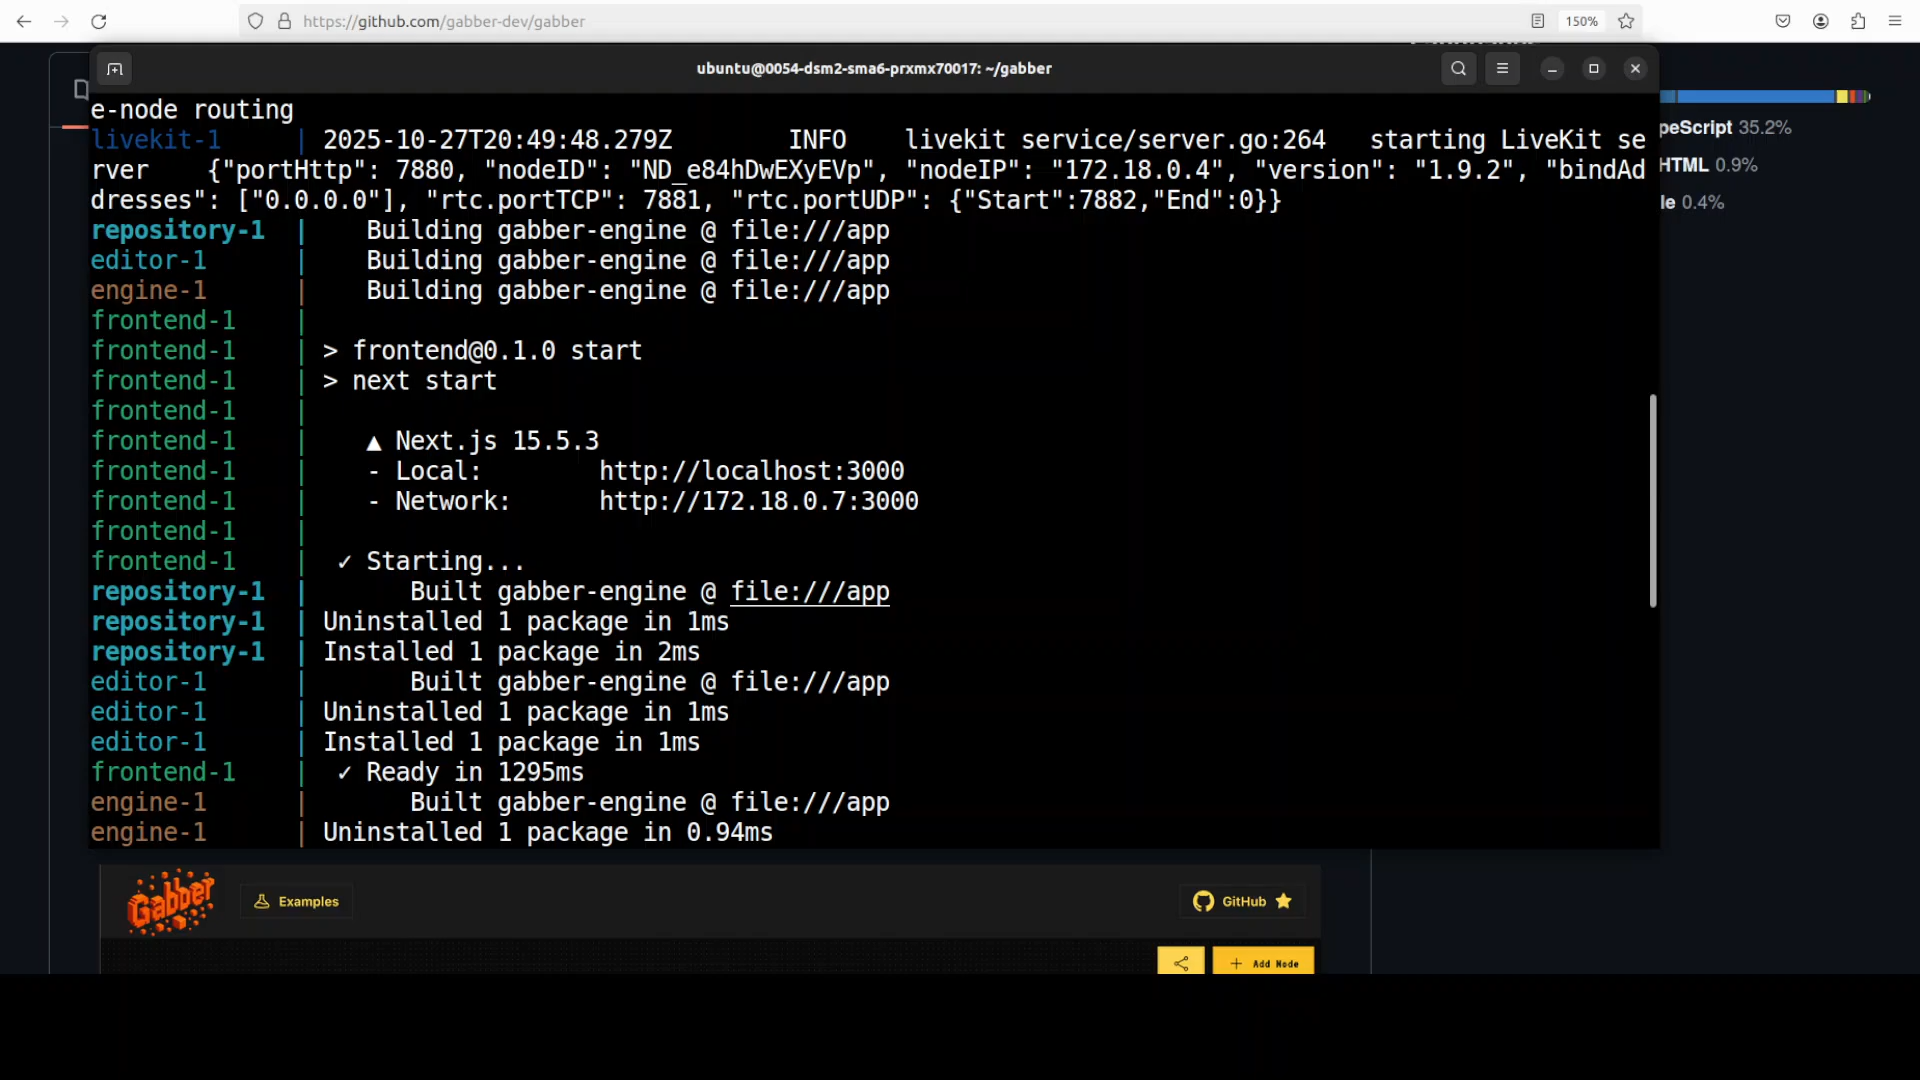 https://github.com/gabber-dev/gabber
150%
ubuntu@0054-dsm2-sma6-prxmx70017: ~/gabber
e-node routing
livekit-1 | 2025-10-27T20:49:48.279Z INFO livekit service/server.go:264 starting LiveKit se
rver {"portHttp": 7880, "nodeID": "ND_e84hDwEXyEVp", "nodeIP": "172.18.0.4", "version": "1.9.2", "bindAd
dresses": ["0.0.0.0"], "rtc.portTCP": 7881, "rtc.portUDP": {"Start":7882,"End":0}}
repository-1 | Building gabber-engine @ file:///app
editor-1 | Building gabber-engine @ file:///app
engine-1 | Building gabber-engine @ file:///app
frontend-1 |
frontend-1 | > frontend@0.1.0 start
frontend-1 | > next start
frontend-1 |
frontend-1 | ▲ Next.js 15.5.3
frontend-1 | - Local: http://localhost:3000
frontend-1 | - Network: http://172.18.0.7:3000
frontend-1 |
frontend-1 | ✓ Starting...
repository-1 | Built gabber-engine @ file:///app
repository-1 | Uninstalled 1 package in 1ms
repository-1 | Installed 1 package in 2ms
editor-1 | Built gabber-engine @ file:///app
editor-1 | Uninstalled 1 package in 1ms
editor-1 | Installed 1 package in 1ms
frontend-1 | ✓ Ready in 1295ms
engine-1 | Built gabber-engine @ file:///app
engine-1 | Uninstalled 1 package in 0.94ms
peScript 35.2%
HTML 0.9%
le 0.4%
Gabber
Examples
GitHub
+ Add Node